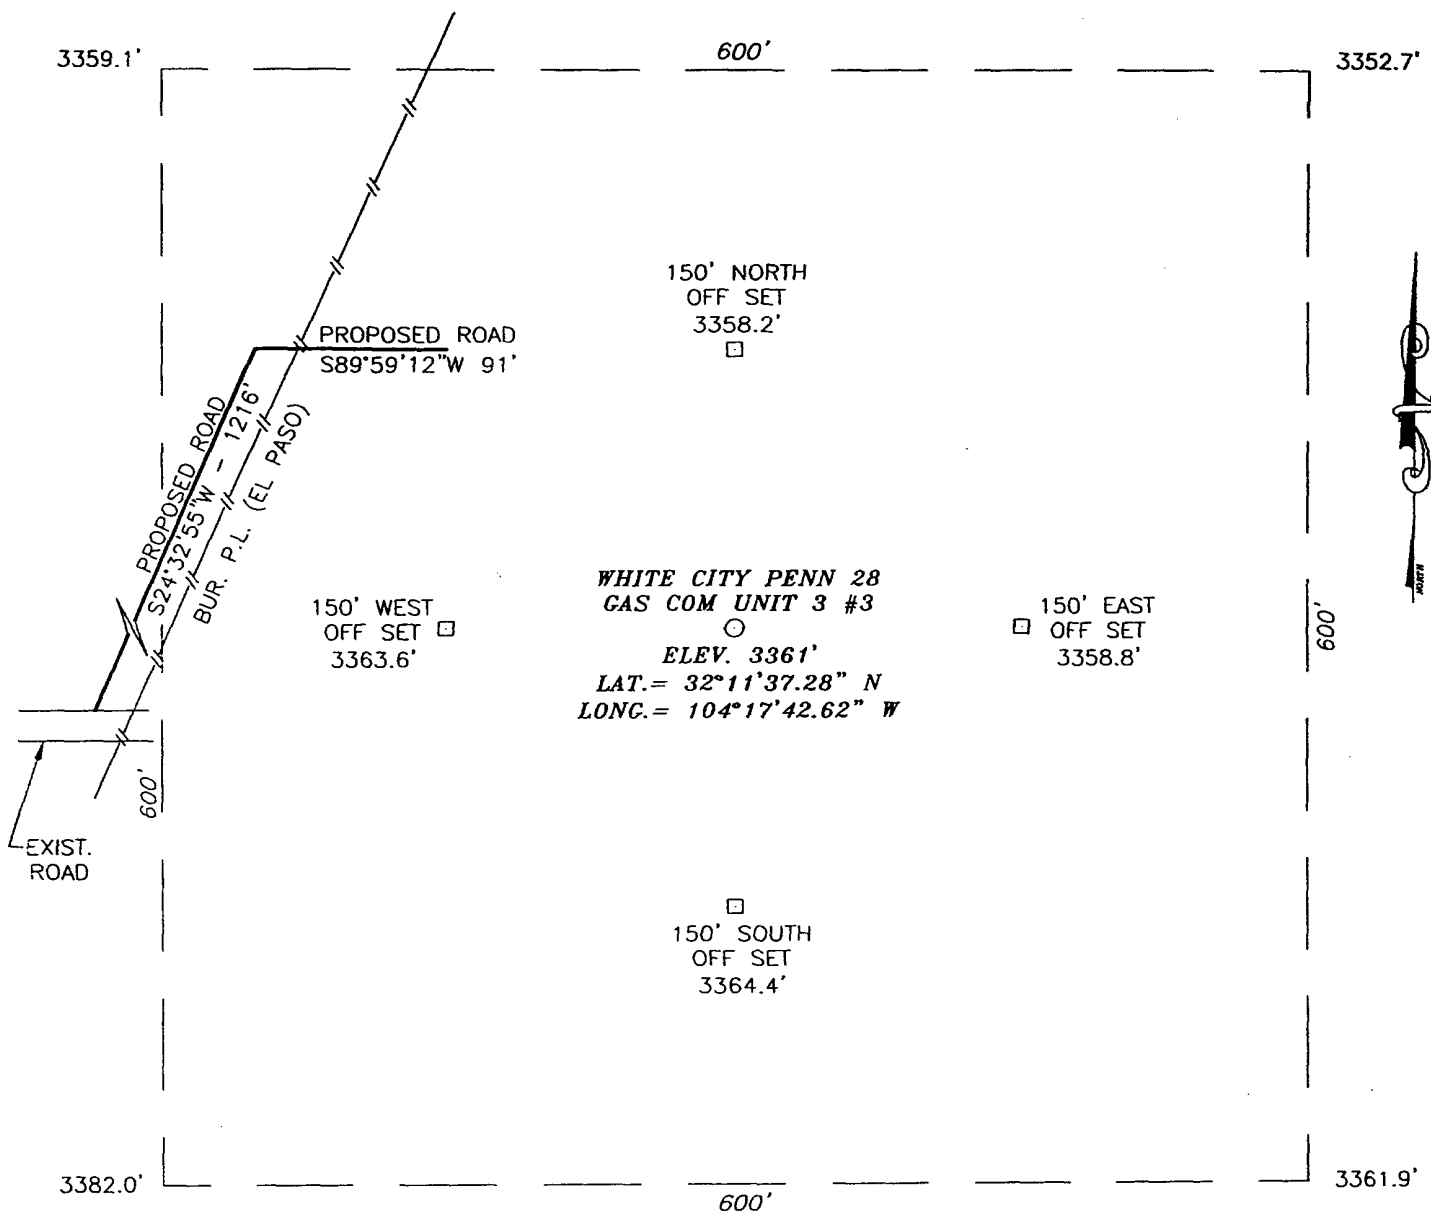 3359.1'
600'
3352.7'
150' NORTH
OFF SET
3358.2'
PROPOSED ROAD
S89°59'12"W 91'
PROPOSED ROAD
S24°32'55"W - 1216'
BUR. P.L. (EL PASO)
NORTH
WHITE CITY PENN 28
GAS COM UNIT 3 #3
150' WEST
OFF SET
3363.6'
150' EAST
OFF SET
3358.8'
600'
ELEV. 3361'
LAT.= 32°11'37.28" N
LONG.= 104°17'42.62" W
600'
EXIST.
ROAD
150' SOUTH
OFF SET
3364.4'
3382.0'
600'
3361.9'